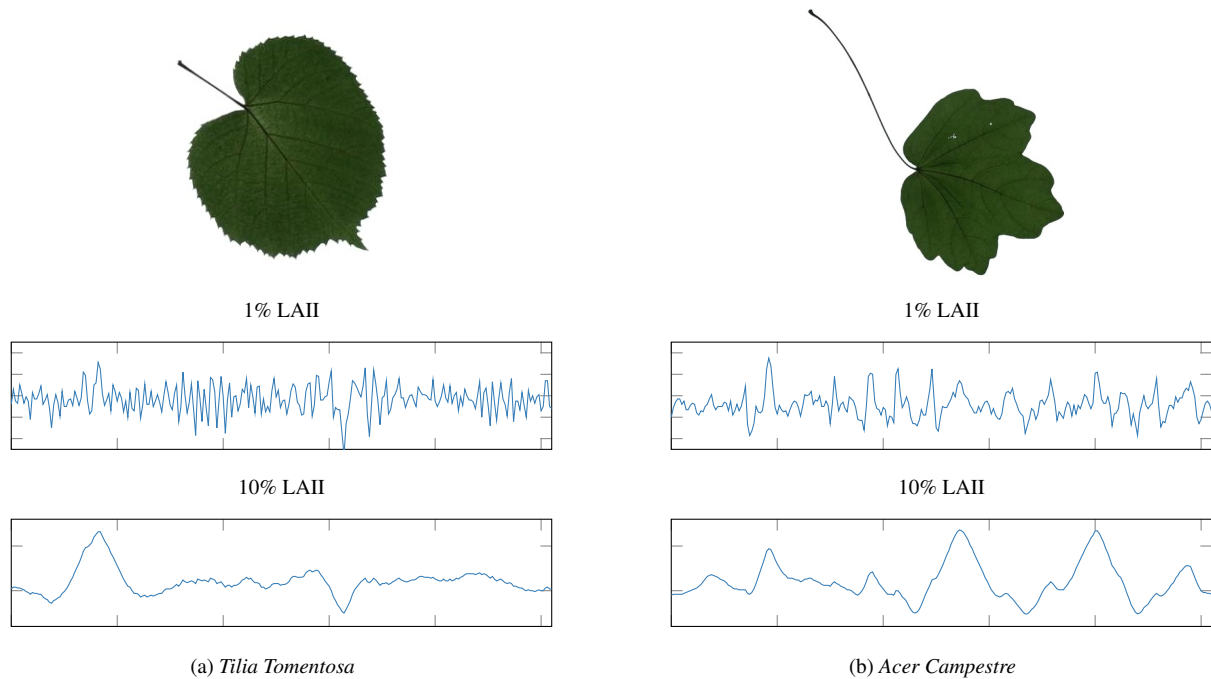 1% LAII
10% LAII
(a) Tilia Tomentosa
1% LAII
10% LAII
(b) Acer Campestre